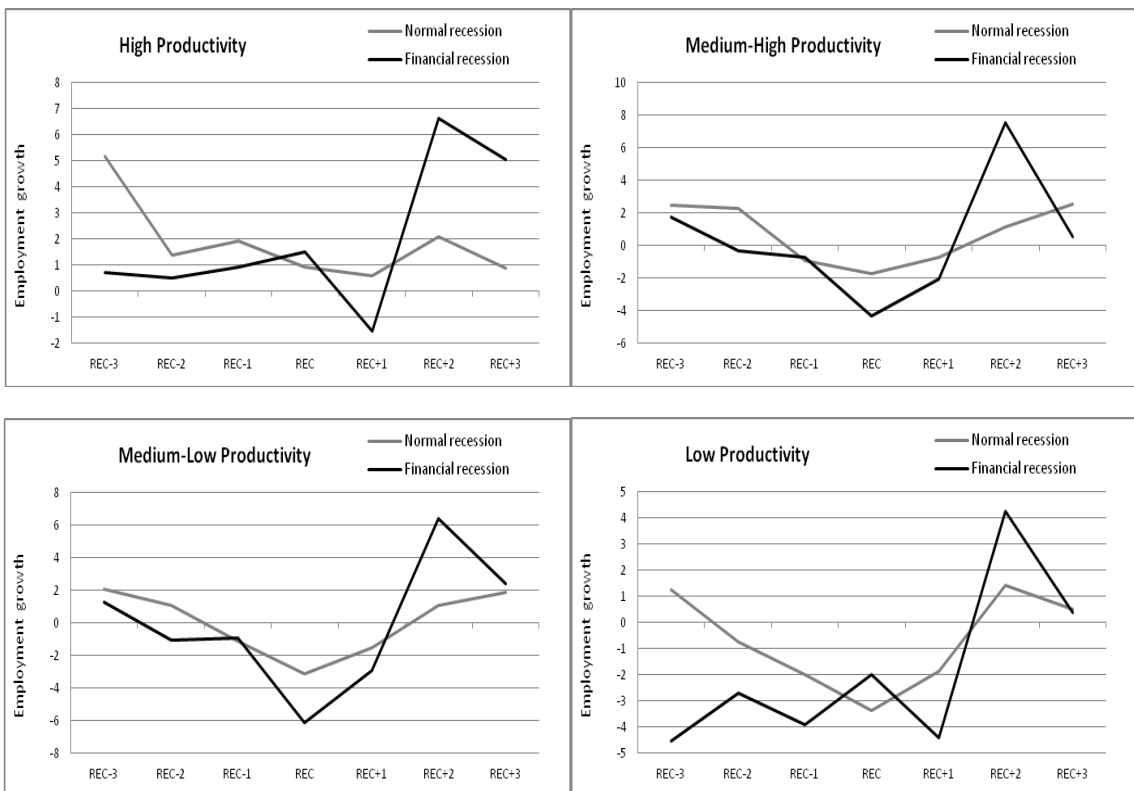 High Productivity
Normal recession
Financial recession
Employment growth
8
7
6
5
4
3
2
1
0
-1
-2
REC-3 REC-2 REC-1 REC REC+1 REC+2 REC+3
Medium-High Productivity
Normal recession
Financial recession
Employment growth
10
8
6
4
2
0
-2
-4
-6
REC-3 REC-2 REC-1 REC REC+1 REC+2 REC+3
Medium-Low Productivity
Normal recession
Financial recession
Employment growth
8
6
4
2
0
-2
-4
-6
-8
REC-3 REC-2 REC-1 REC REC+1 REC+2 REC+3
Low Productivity
Normal recession
Financial recession
Employment growth
5
4
3
2
1
0
-1
-2
-3
-4
-5
REC-3 REC-2 REC-1 REC REC+1 REC+2 REC+3